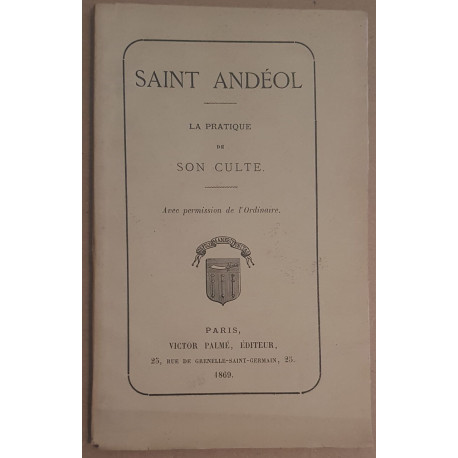 SAINT ANDÉOL
LA PRATIQUE
DE
SON CULTE.
Avec permission de l'Ordinaire.
PARIS,
VICTOR PALMÉ, ÉDITEUR,
25, RUE DE GRENELLE-SAINT-GERMAIN, 25.
1869.